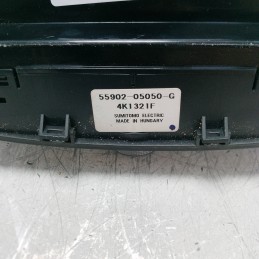 55902-05050-G
4K1321F
SUMITOMO ELECTRIC
MADE IN HUNGARY